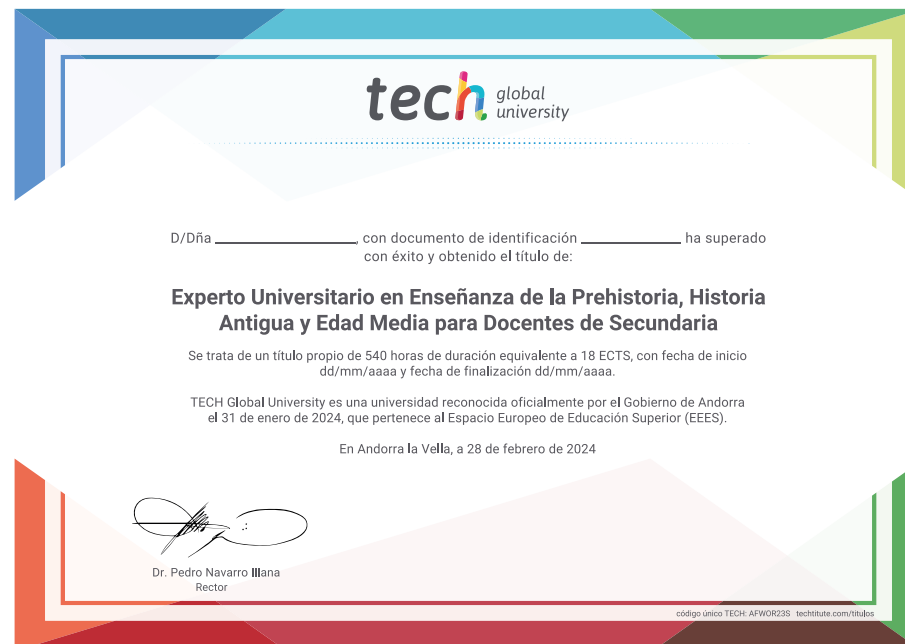 tech global
university
D/Dña ________________, con documento de identificación ____________ ha superado
con éxito y obtenido el título de:
Experto Universitario en Enseñanza de la Prehistoria, Historia
Antigua y Edad Media para Docentes de Secundaria
Se trata de un título propio de 540 horas de duración equivalente a 18 ECTS, con fecha de inicio
dd/mm/aaaa y fecha de finalización dd/mm/aaaa.
TECH Global University es una universidad reconocida oficialmente por el Gobierno de Andorra
el 31 de enero de 2024, que pertenece al Espacio Europeo de Educación Superior (EEES).
En Andorra la Vella, a 28 de febrero de 2024
Dr. Pedro Navarro Illana
Rector
código único TECH: AFWOR23S techtitute.com/titulos